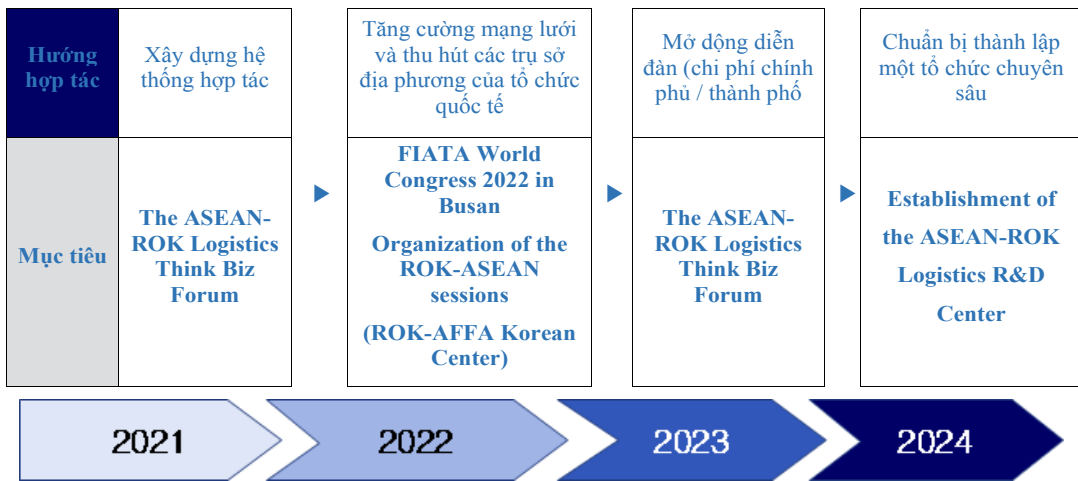 Hướng
hợp tác
Xây dựng hệ
thống hợp tác
Tăng cường mạng lưới
và thu hút các trụ sở
địa phương của tổ chức
quốc tế
Mở dộng diễn
đàn (chi phí chính
phủ / thành phố
Chuẩn bị thành lập
một tổ chức chuyên
sâu
Mục tiêu
The ASEAN-
ROK Logistics
Think Biz
Forum
FIATA World
Congress 2022 in
Busan
Organization of the
ROK-ASEAN
sessions
(ROK-AFFA Korean
Center)
The ASEAN-
ROK Logistics
Think Biz
Forum
Establishment of
the ASEAN-ROK
Logistics R&D
Center
2021
2022
2023
2024